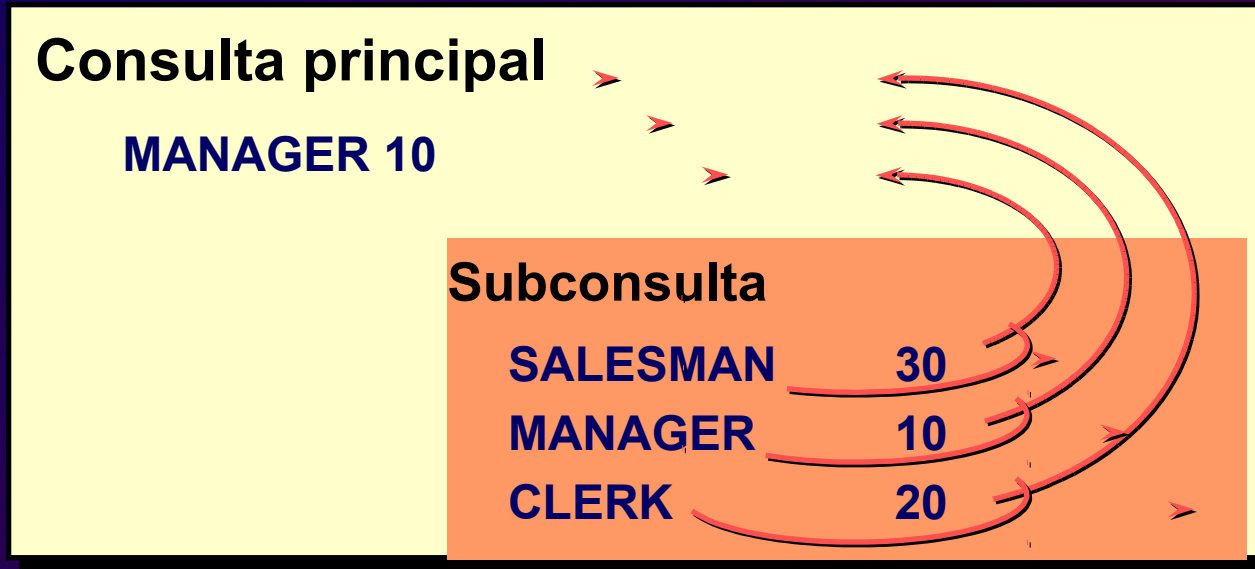 Consulta principal
MANAGER 10
Subconsulta
SALESMAN 30
MANAGER 10
CLERK 20